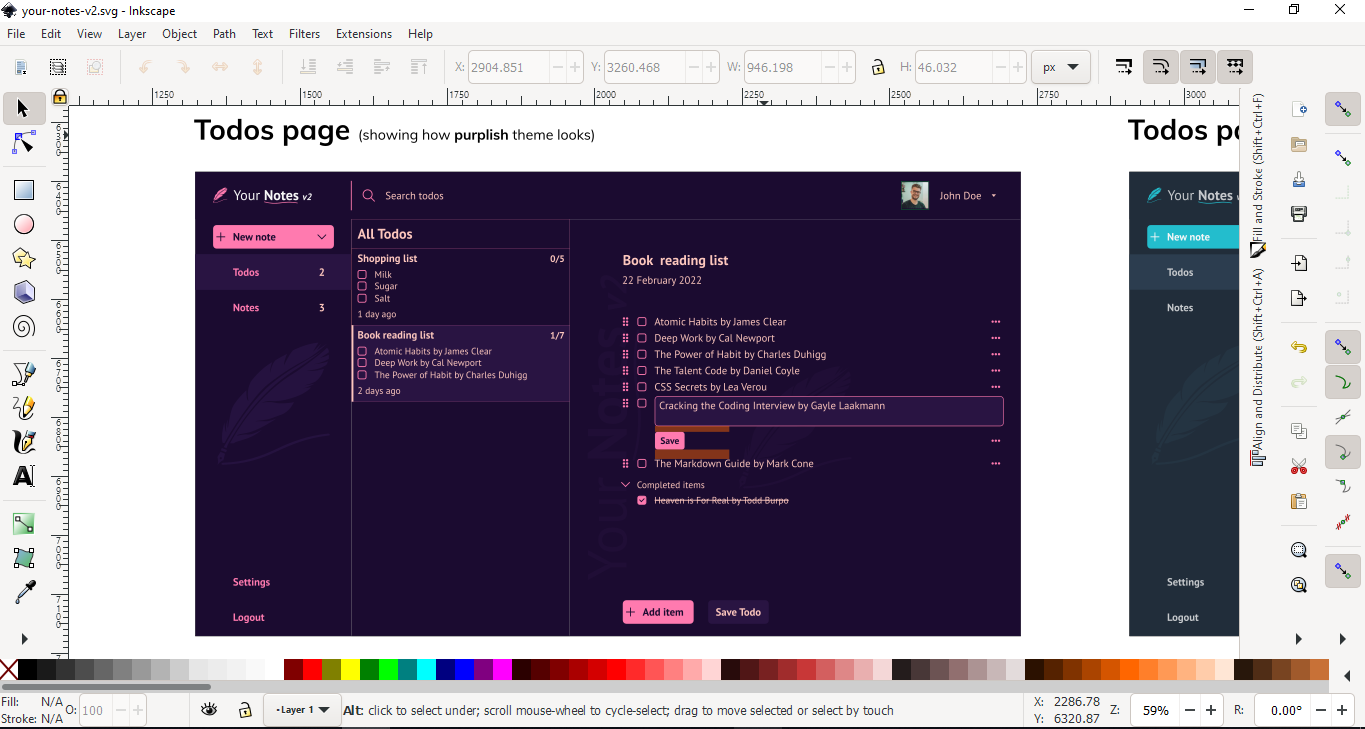 your-notes-v2.svg - Inkscape
File Edit View Layer Object Path Text Filters Extensions Help
X: 2904.851 Y: 3260.468 W: 946.198 H: 46.032 px
1250 1500 1750 2000 2250 2500 2750 3000
Todos page (showing how purplish theme looks)
Todos pa
Your Notes v2
Search todos
John Doe
Your Notes
+ New note
All Todos
+ New note
Shopping list 0/5
Book reading list
Todos 2
Milk
22 February 2022
Todos
Sugar
Salt
Notes 3
1 day ago
Notes
Atomic Habits by James Clear
Book reading list 1/7
Deep Work by Cal Newport
Atomic Habits by James Clear
The Power of Habit by Charles Duhigg
Deep Work by Cal Newport
The Talent Code by Daniel Coyle
The Power of Habit by Charles Duhigg
CSS Secrets by Lea Verou
2 days ago
Cracking the Coding Interview by Gayle Laakmann
Save
The Markdown Guide by Mark Cone
Completed items
Heaven is For Real by Todd Burpo
Your Notes v2
Settings
Settings
+ Add item
Save Todo
Logout
Logout
Fill and Stroke (Shift+Ctrl+F)
Align and Distribute (Shift+Ctrl+A)
6300
6400
6500
6600
6700
6800
6900
7000
7100
Fill: N/A
Stroke: N/A
O: 100
Layer 1
Alt: click to select under; scroll mouse-wheel to cycle-select; drag to move selected or select by touch
X: 2286.78
Y: 6320.87
Z: 59%
R: 0.00°